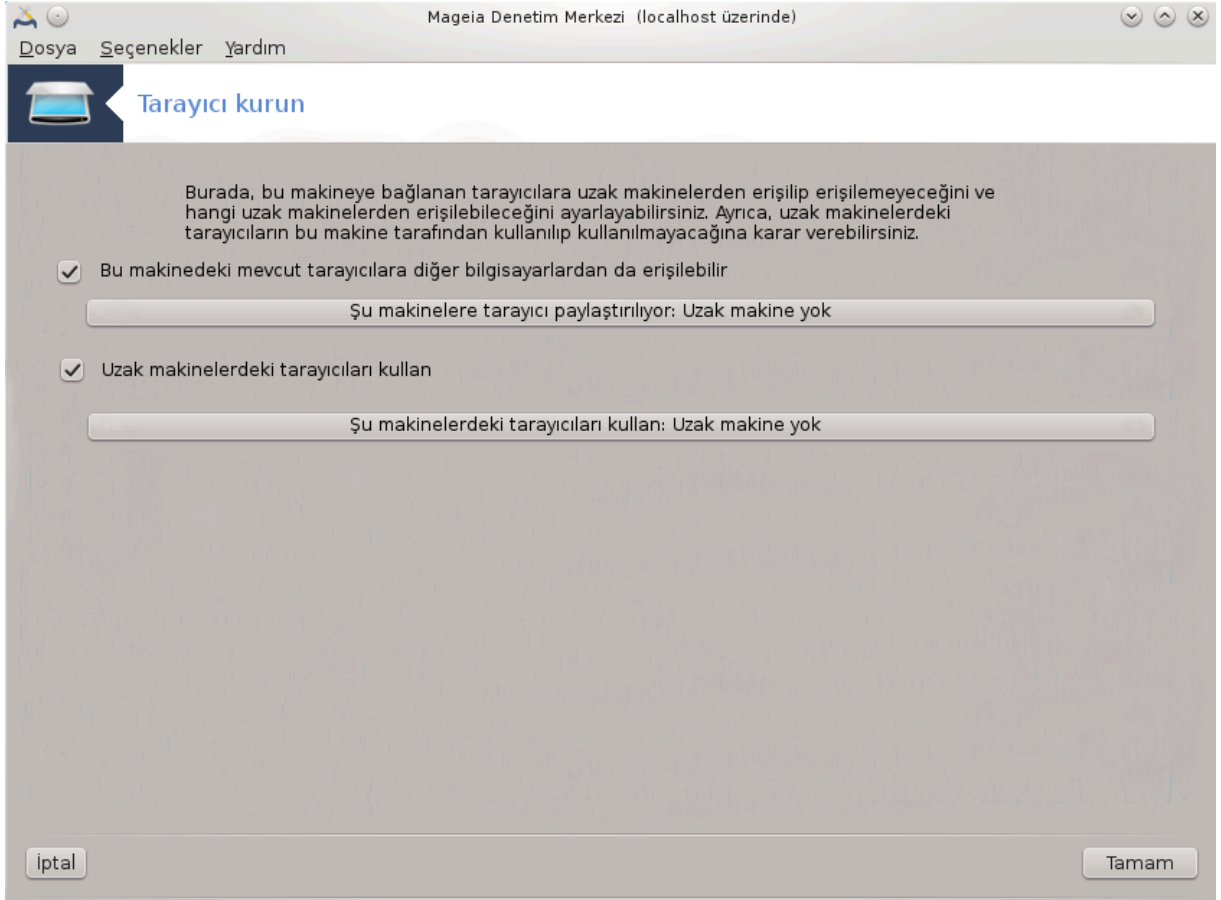 Mageia Denetim Merkezi (localhost üzerinde)
Dosya Seçenekler Yardım
Tarayıcı kurun
Burada, bu makineye bağlanan tarayıcılara uzak makinelerden erişilip erişilemeyeceğini ve
hangi uzak makinelerden erişilebileceğini ayarlayabilirsiniz. Ayrıca, uzak makinelerdeki
tarayıcıların bu makine tarafından kullanılıp kullanılmayacağına karar verebilirsiniz.
Bu makinedeki mevcut tarayıcılara diğer bilgisayarlardan da erişilebilir
Şu makinelere tarayıcı paylaştırılıyor: Uzak makine yok
Uzak makinelerdeki tarayıcıları kullan
Şu makinelerdeki tarayıcıları kullan: Uzak makine yok
İptal Tamam